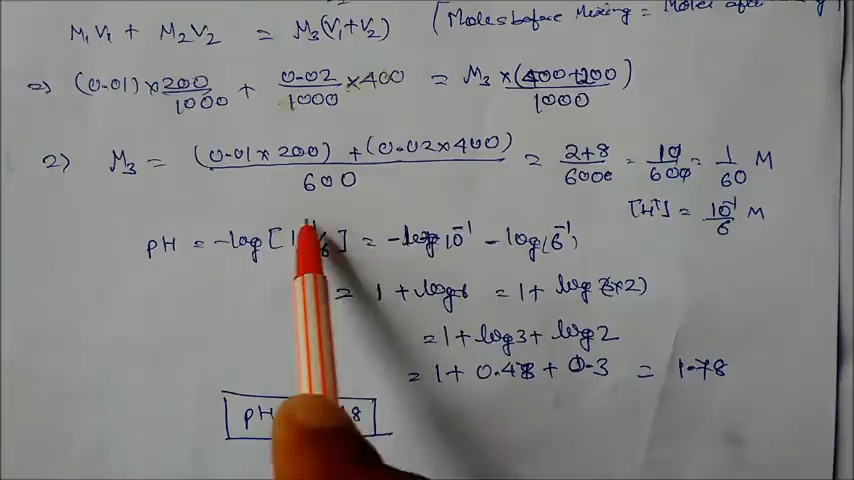 M₁V₁ + M₂V₂ = M₃(V₁+V₂) [Moles before Mixing = Moles after
⇒ (0.01)×200/1000 + 0.02/1000 ×400 = M₃ ×(400+200)/1000
2) M₃ = (0.01×200) +(0.02×400)/600 = 2+8/6000 = 10/600 = 1/60 M
[H⁺] = 10⁻¹/6 M
PH = -log[ ] = -log10⁻¹ - log(6⁻¹)
= 1 + log6 = 1 + log(3×2)
= 1 + log3 + log2
= 1 + 0.48 + 0.3 = 1.78
PH 8